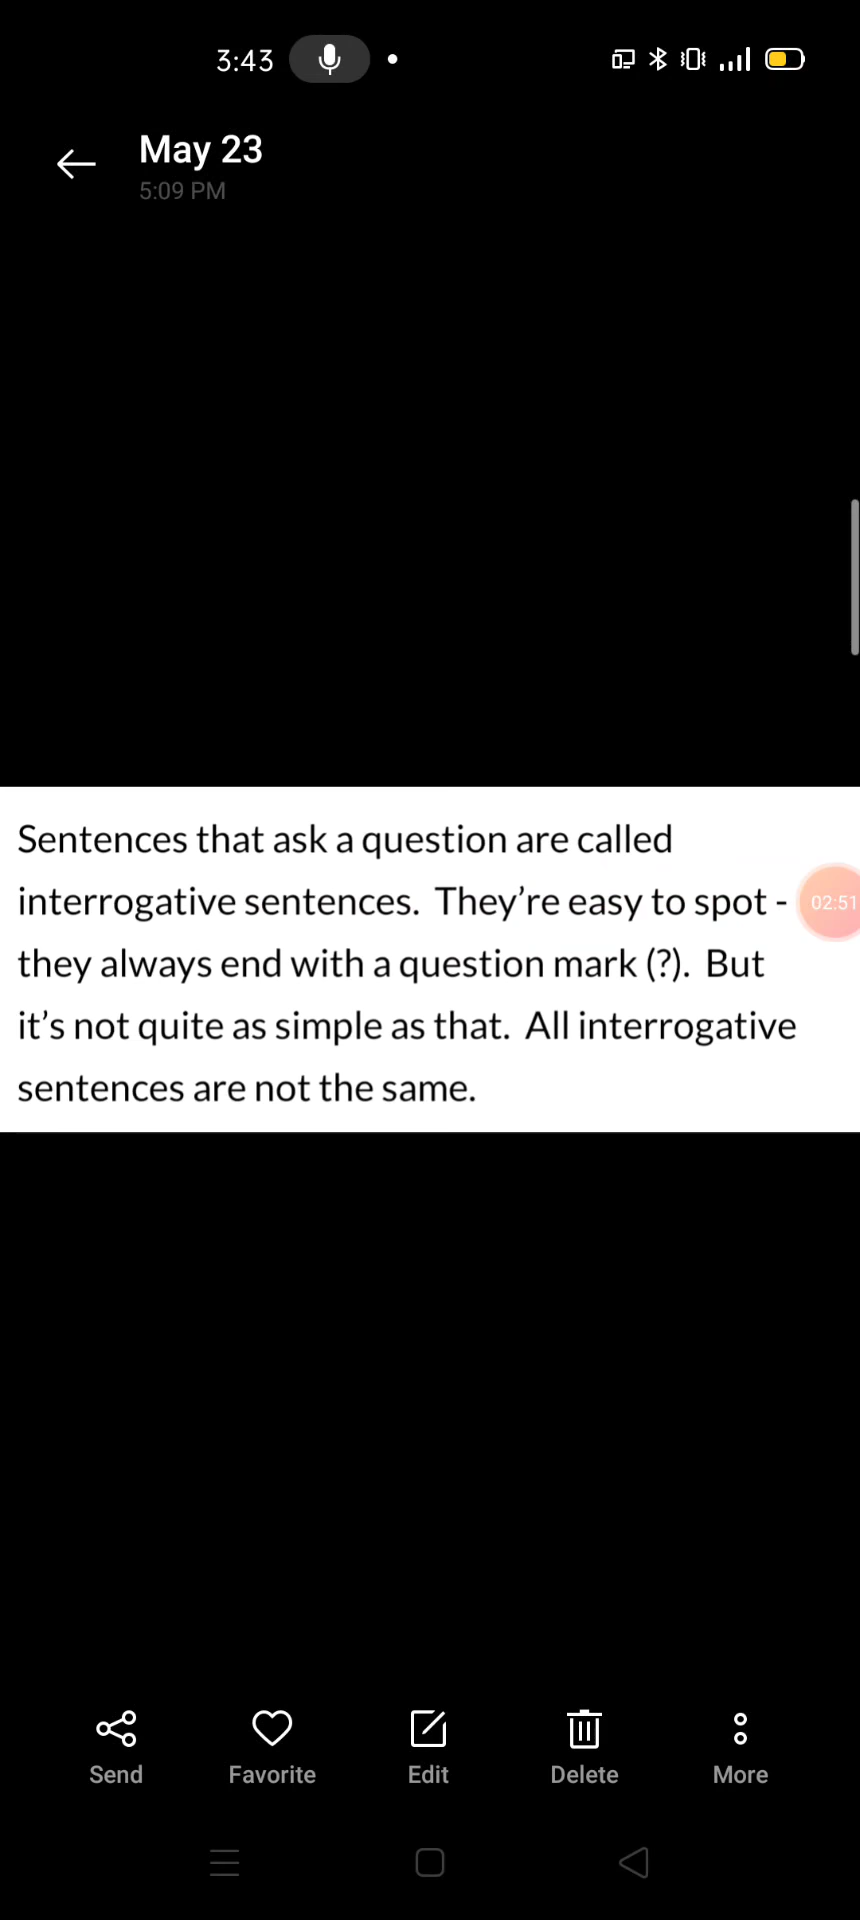 3:43
May 23
5:09 PM
Sentences that ask a question are called
interrogative sentences. They’re easy to spot -
02:51
they always end with a question mark (?). But
it’s not quite as simple as that. All interrogative
sentences are not the same.
Send Favorite Edit Delete More